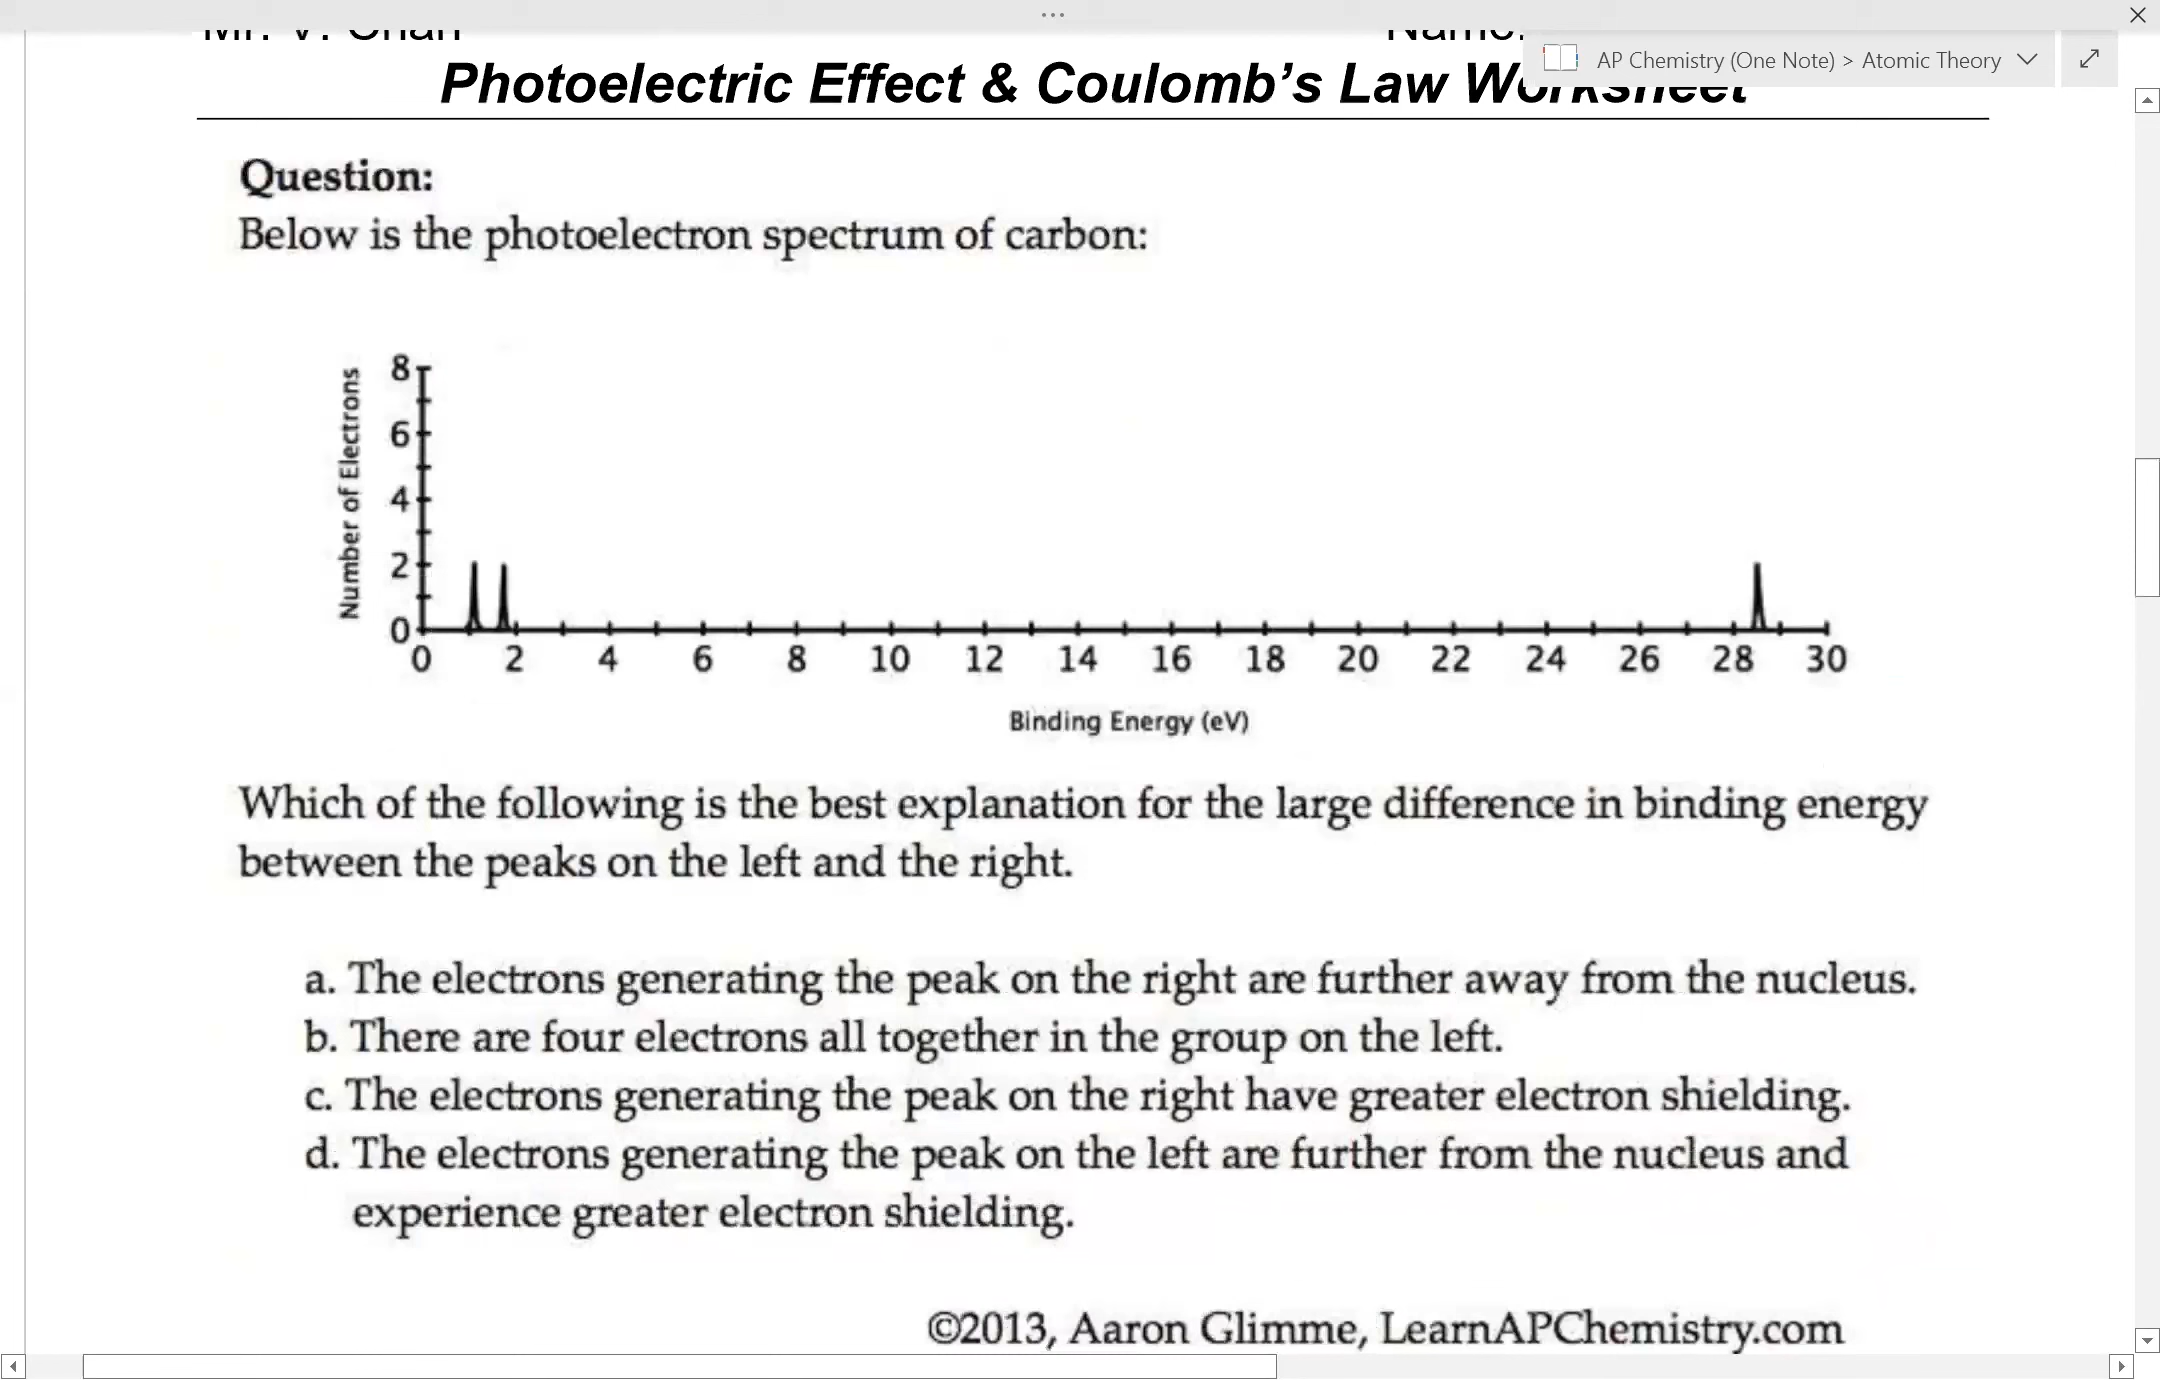 AP Chemistry (One Note) > Atomic Theory
Photoelectric Effect & Coulomb's Law Worksheet
Question:
Below is the photoelectron spectrum of carbon:
Number of Electrons
8
6
4
2
0
0 2 4 6 8 10 12 14 16 18 20 22 24 26 28 30
Binding Energy (eV)
Which of the following is the best explanation for the large difference in binding energy
between the peaks on the left and the right.
a. The electrons generating the peak on the right are further away from the nucleus.
b. There are four electrons all together in the group on the left.
c. The electrons generating the peak on the right have greater electron shielding.
d. The electrons generating the peak on the left are further from the nucleus and
experience greater electron shielding.
©2013, Aaron Glimme, LearnAPChemistry.com